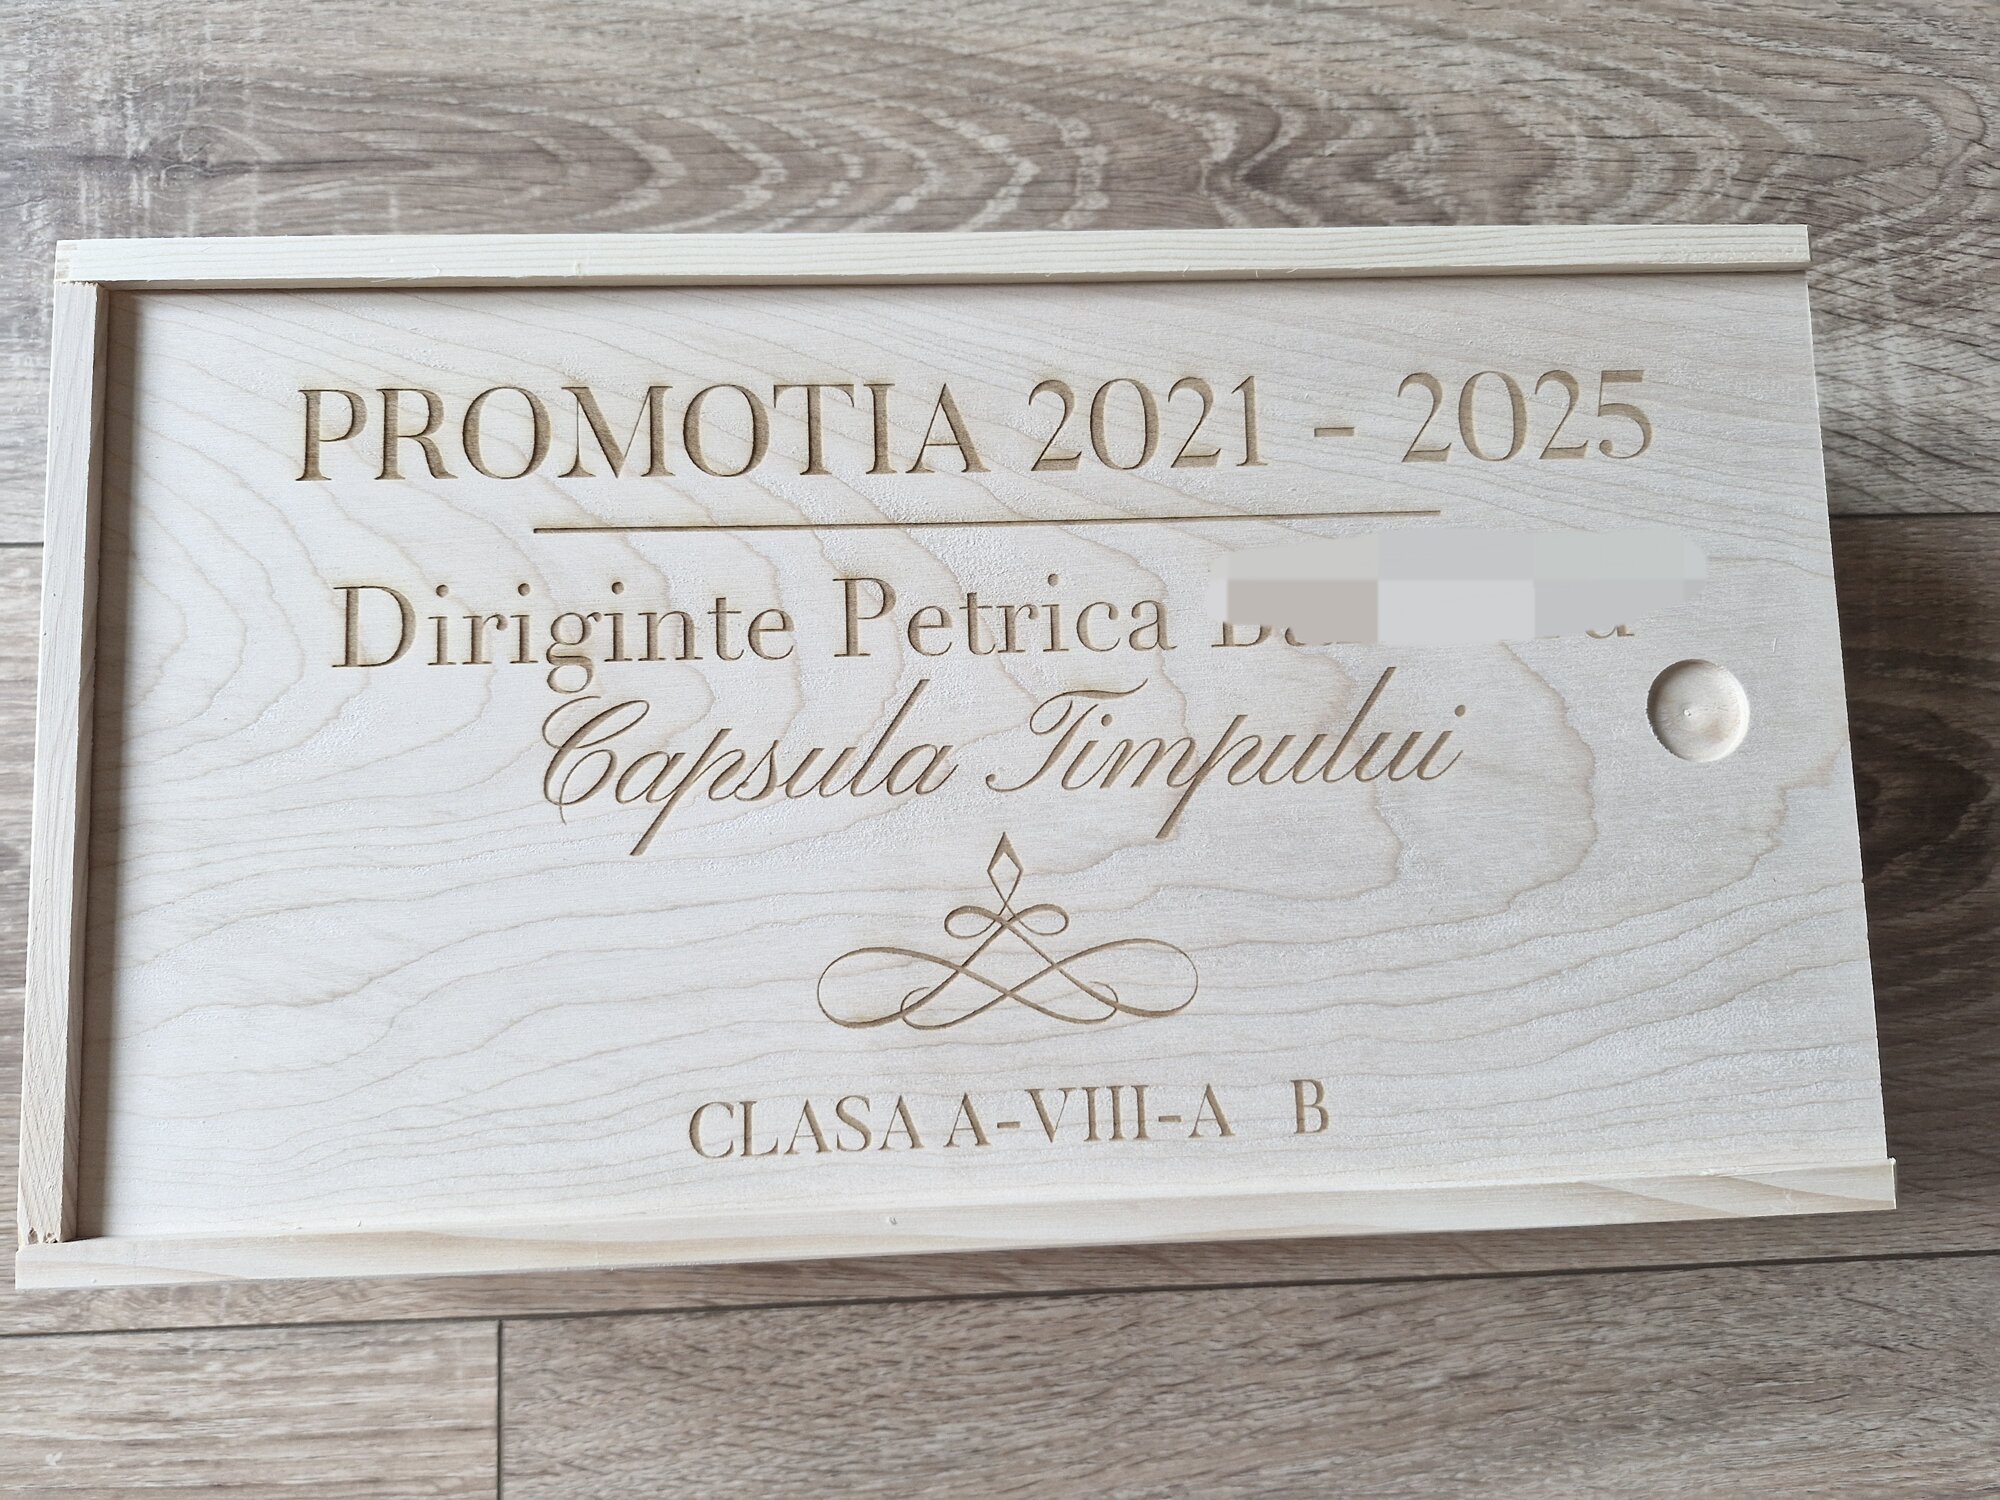 PROMOTIA 2021 - 2025
Diriginte Petrica
Capsula Timpului
CLASA A-VIII-A B